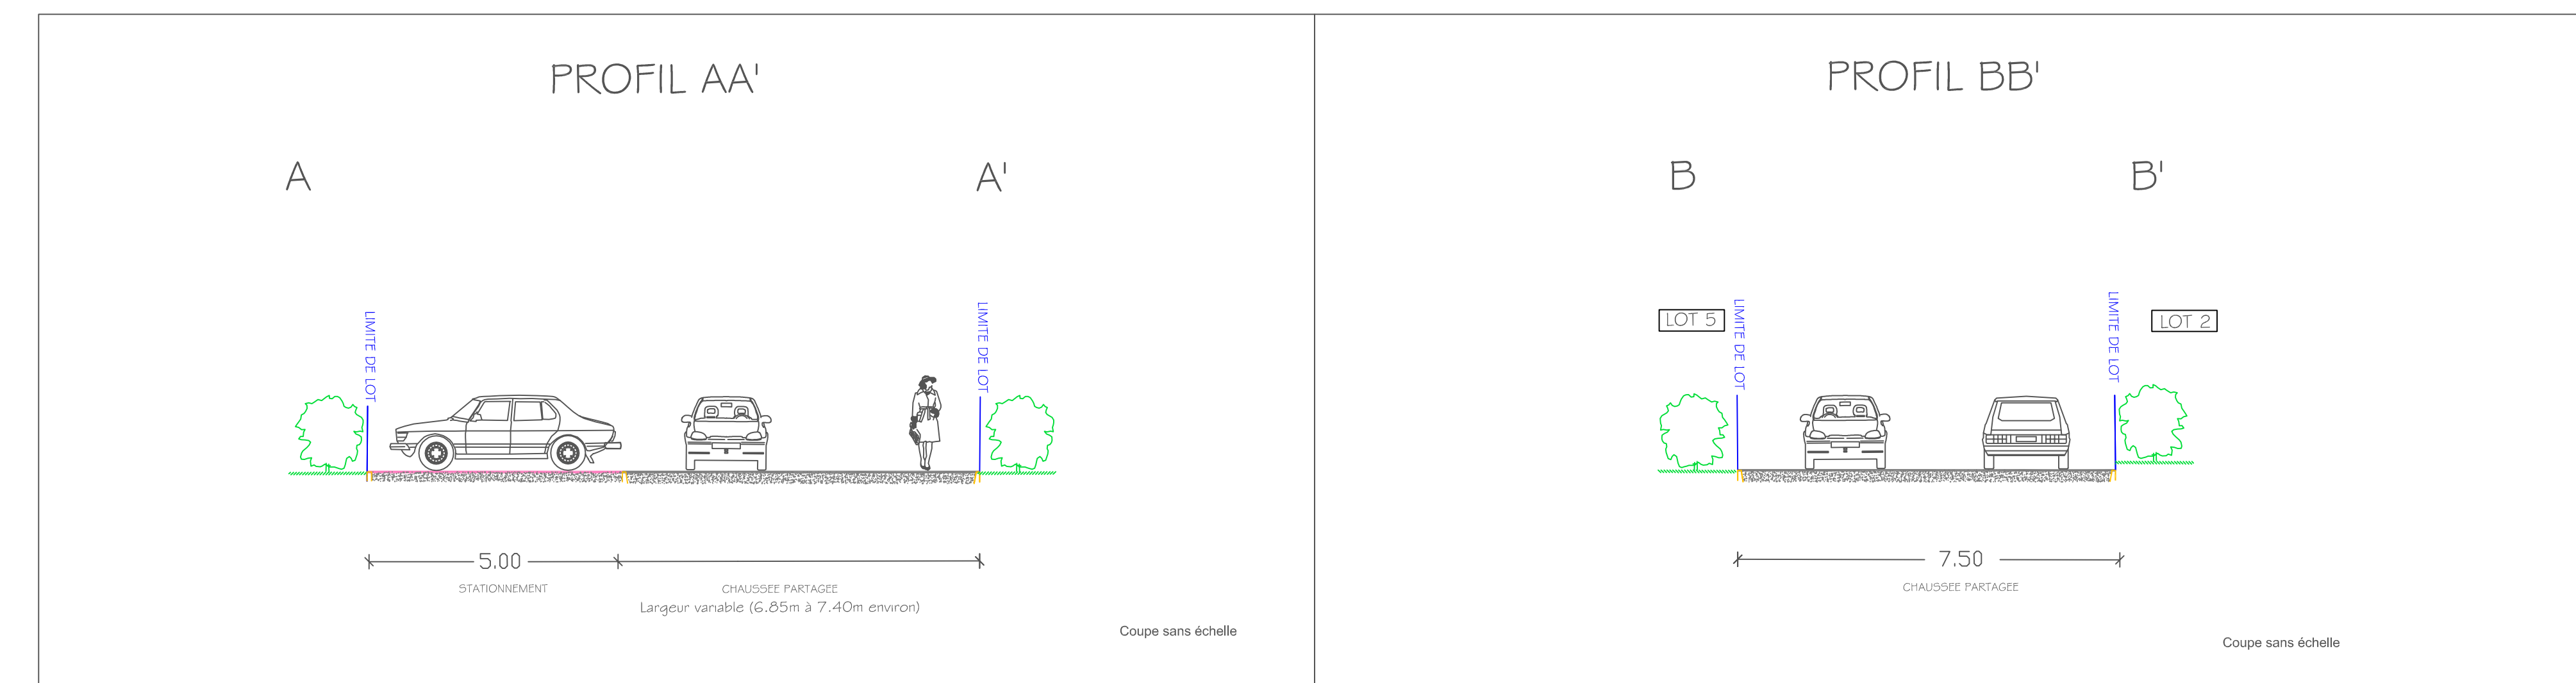 PROFIL AA'
A
A'
LIMITE DE LOT
LIMITE DE LOT
5.00
STATIONNEMENT
CHAUSSEE PARTAGEE
Largeur variable (6.85m à 7.40m environ)
Coupe sans échelle
PROFIL BB'
B
B'
LOT 5
LIMITE DE LOT
LIMITE DE LOT
LOT 2
7.50
CHAUSSEE PARTAGEE
Coupe sans échelle